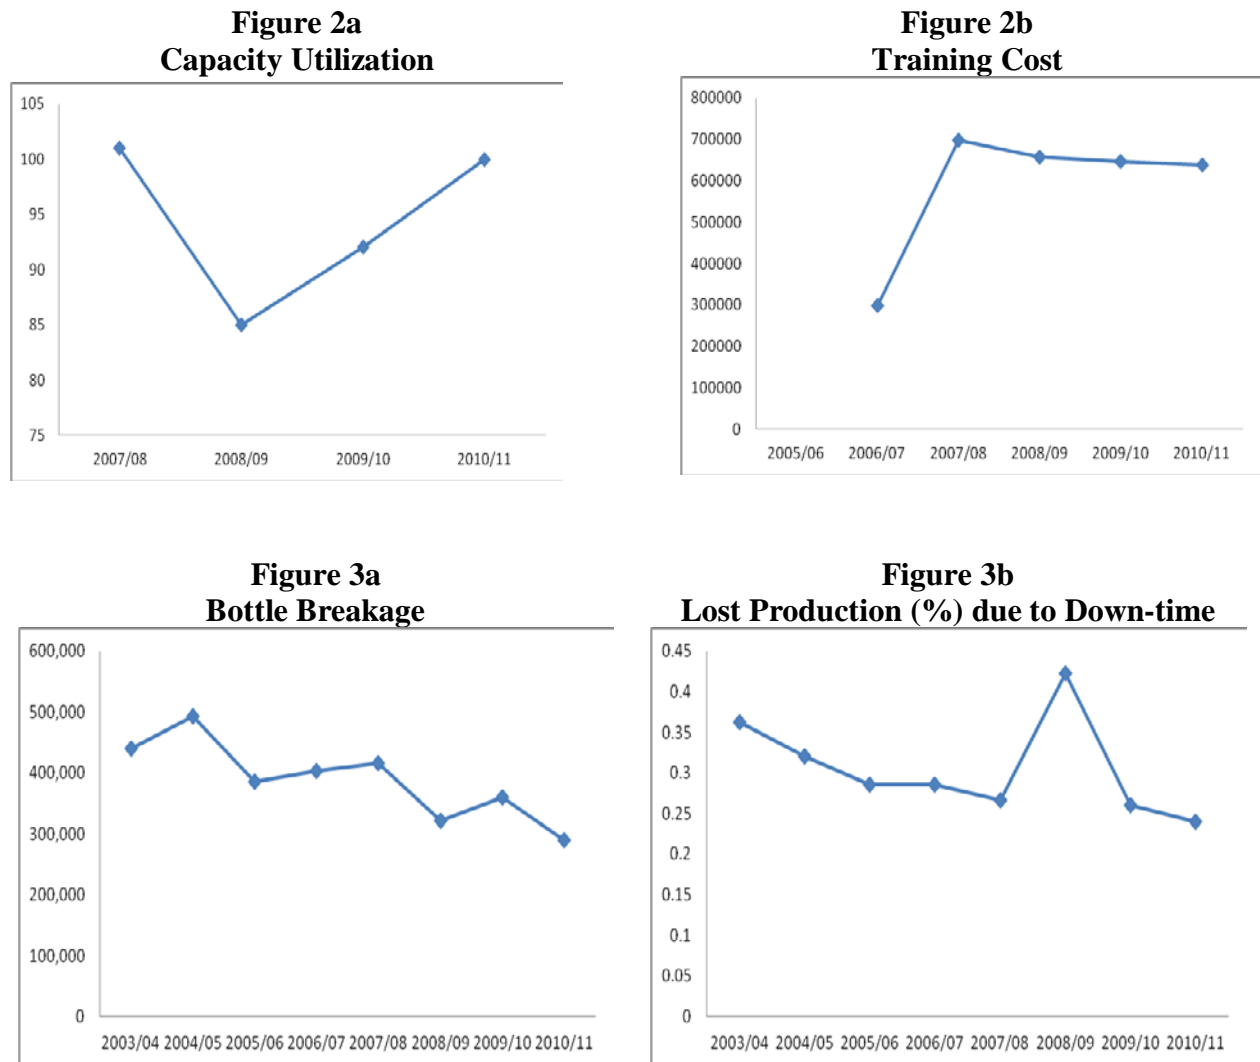 Figure 2a
Capacity Utilization
105
100
95
90
85
80
75
2007/08 2008/09 2009/10 2010/11
Figure 2b
Training Cost
800000
700000
600000
500000
400000
300000
200000
100000
0
2005/06 2006/07 2007/08 2008/09 2009/10 2010/11
Figure 3a
Bottle Breakage
600,000
500,000
400,000
300,000
200,000
100,000
0
2003/04 2004/05 2005/06 2006/07 2007/08 2008/09 2009/10 2010/11
Figure 3b
Lost Production (%) due to Down-time
0.45
0.4
0.35
0.3
0.25
0.2
0.15
0.1
0.05
0
2003/04 2004/05 2005/06 2006/07 2007/08 2008/09 2009/10 2010/11